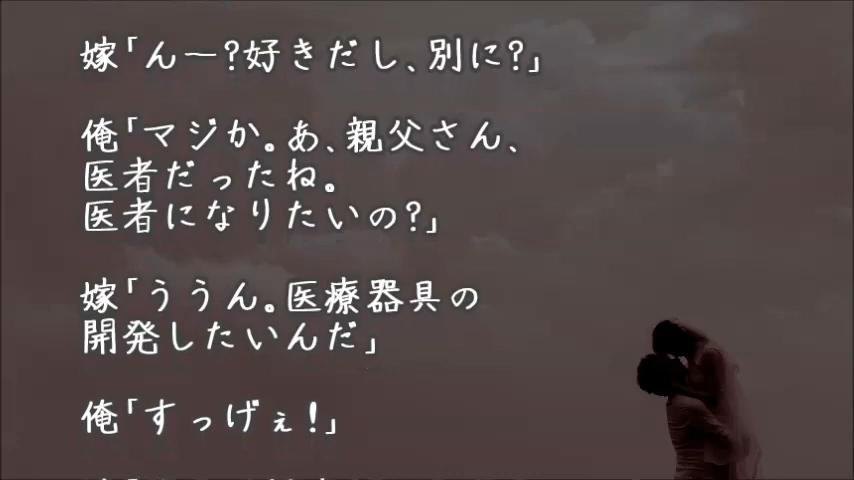 嫁「んー?好きだし、別に?」
俺「マジか。あ、親父さん、
医者だったね。
医者になりたいの?」
嫁「ううん。医療器具の
開発したいんだ」
俺「すっげぇ!」